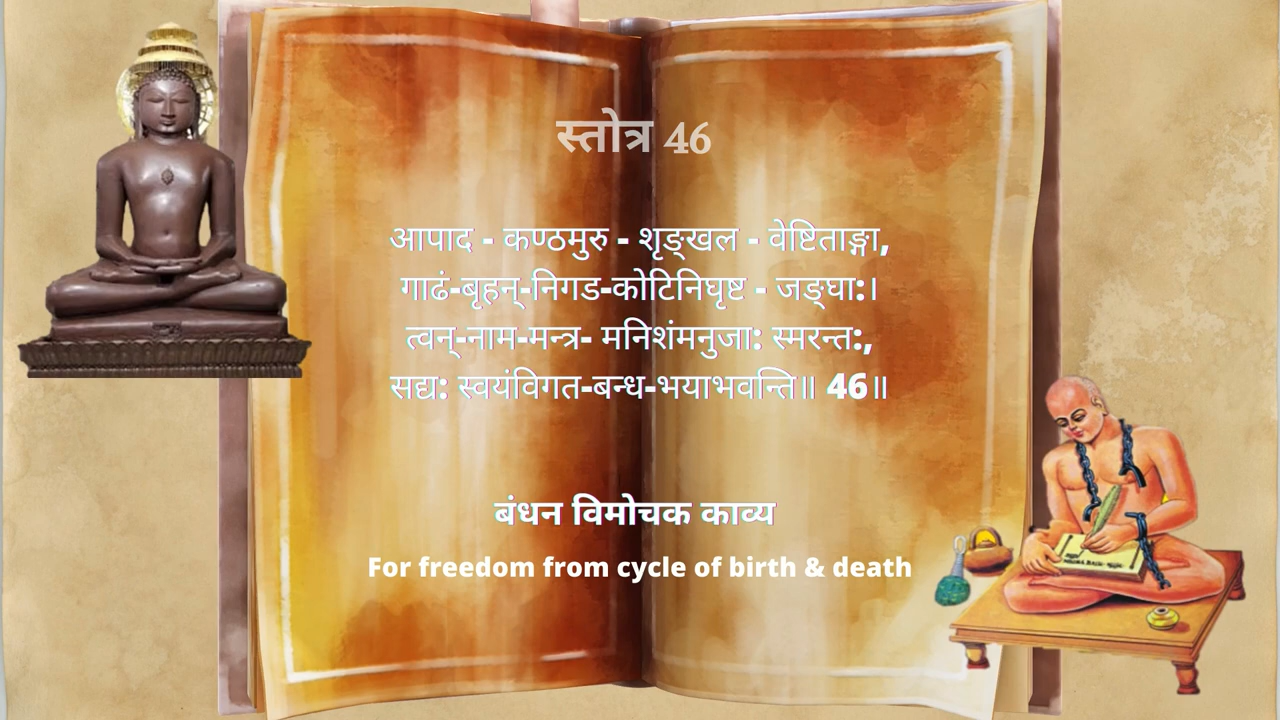 स्तोत्र 46
आपाद - कण्ठमुरु - शृङ्खल - वेष्टिताङ्गा,
गाढं-बृहन्-निगड-कोटिनिघृष्ट - जङ्घा:।
त्वन्-नाम-मन्त्र- मनिशंमनुजा: स्मरन्त:,
सद्य: स्वयंविगत-बन्ध-भयाभवन्ति॥ 46॥
बंधन विमोचक काव्य
For freedom from cycle of birth & death